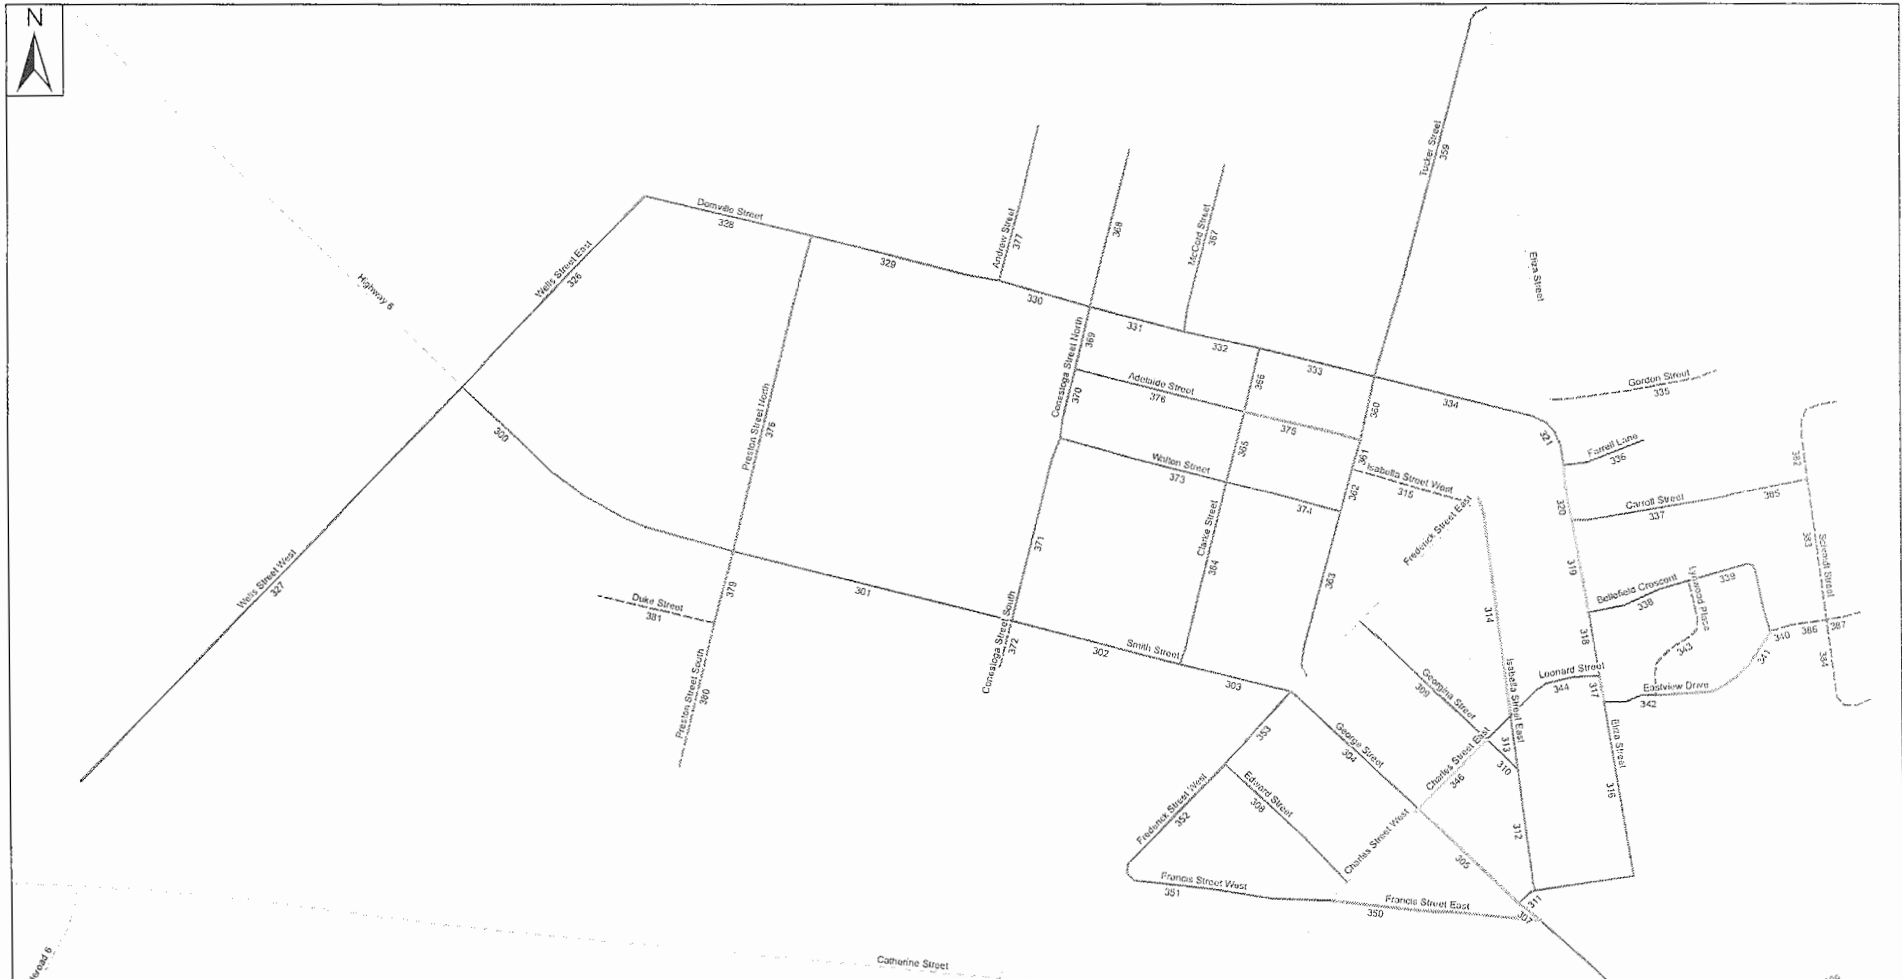 N
Tucker Street
359
Domville Street
328
Andrew Street
377
368
McCord Street
367
Wells Street East
326
329
Highway 6
Eliza Street
330
331
332
333
369
Conestoga Street North
370
Adelaide Street
376
366
375
360
334
Gordon Street
335
321
Farrell Lane
336
300
Preston Street North
378
Walton Street
373
365
361
Isabella Street West
315
362
374
382
Carroll Street
337
385
320
Frederick Street East
Clarke Street
364
371
383
Schmidt Street
319
Wells Street West
327
379
301
363
314
Bellefield Crescent
338
339
Lynwood Place
Duke Street
381
Conestoga Street South
372
302
Smith Street
303
318
343
340
386
387
341
384
Preston Street South
380
Georgina Street
309
Isabella Street East
Leonard Street
344
317
Eastview Drive
342
353
George Street
304
Charles Street East
346
313
310
Eliza Street
316
Edward Street
308
Frederick Street West
352
Charles Street West
305
312
Francis Street West
351
Francis Street East
350
311
307
Catherine Street